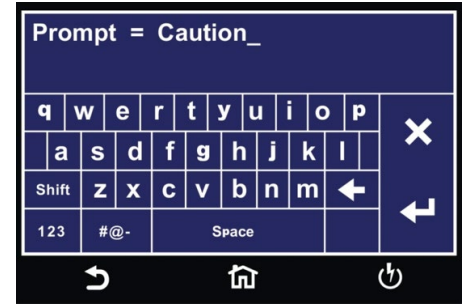 Prompt = Caution_
q w e r t y u i o p
a s d f g h j k l
Shift z x c v b n m
123 #@- Space